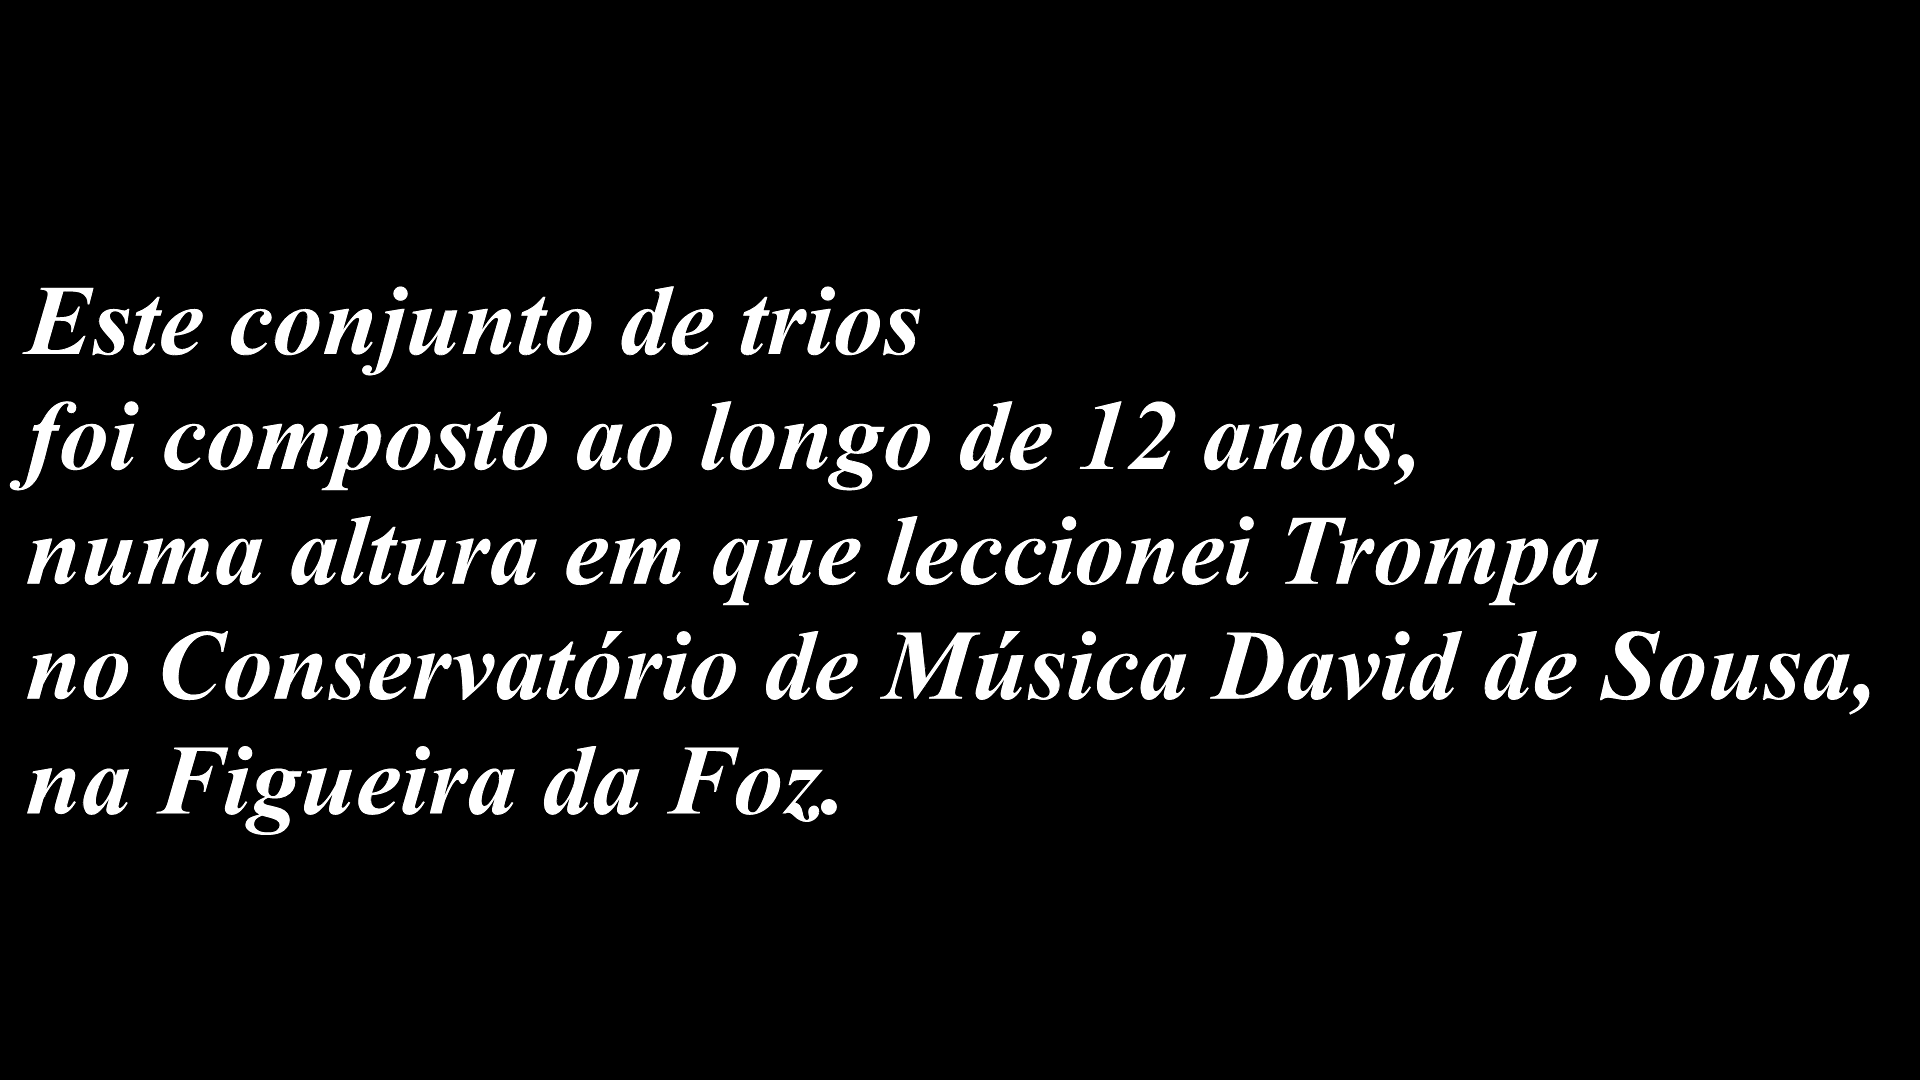 Este conjunto de trios
foi composto ao longo de 12 anos,
numa altura em que leccionei Trompa
no Conservatório de Música David de Sousa,
na Figueira da Foz.